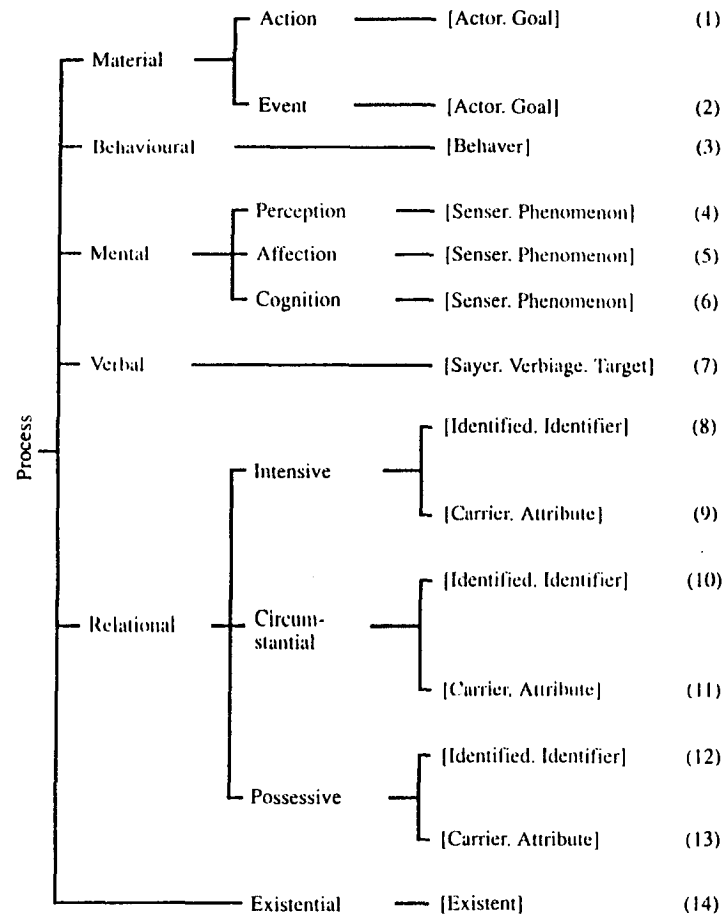 Action [Actor. Goal] (1)
Material
Event [Actor. Goal] (2)
Behavioural [Behaver] (3)
Perception [Senser. Phenomenon] (4)
Mental Affection [Senser. Phenomenon] (5)
Cognition [Senser. Phenomenon] (6)
Verbal [Sayer. Verbiage. Target] (7)
[Identified. Identifier] (8)
Process
Intensive
[Carrier. Attribute] (9)
[Identified. Identifier] (10)
Relational Circum-
stantial
[Carrier, Attribute] (11)
[Identified. Identifier] (12)
Possessive
[Carrier. Attribute] (13)
Existential [Existent] (14)